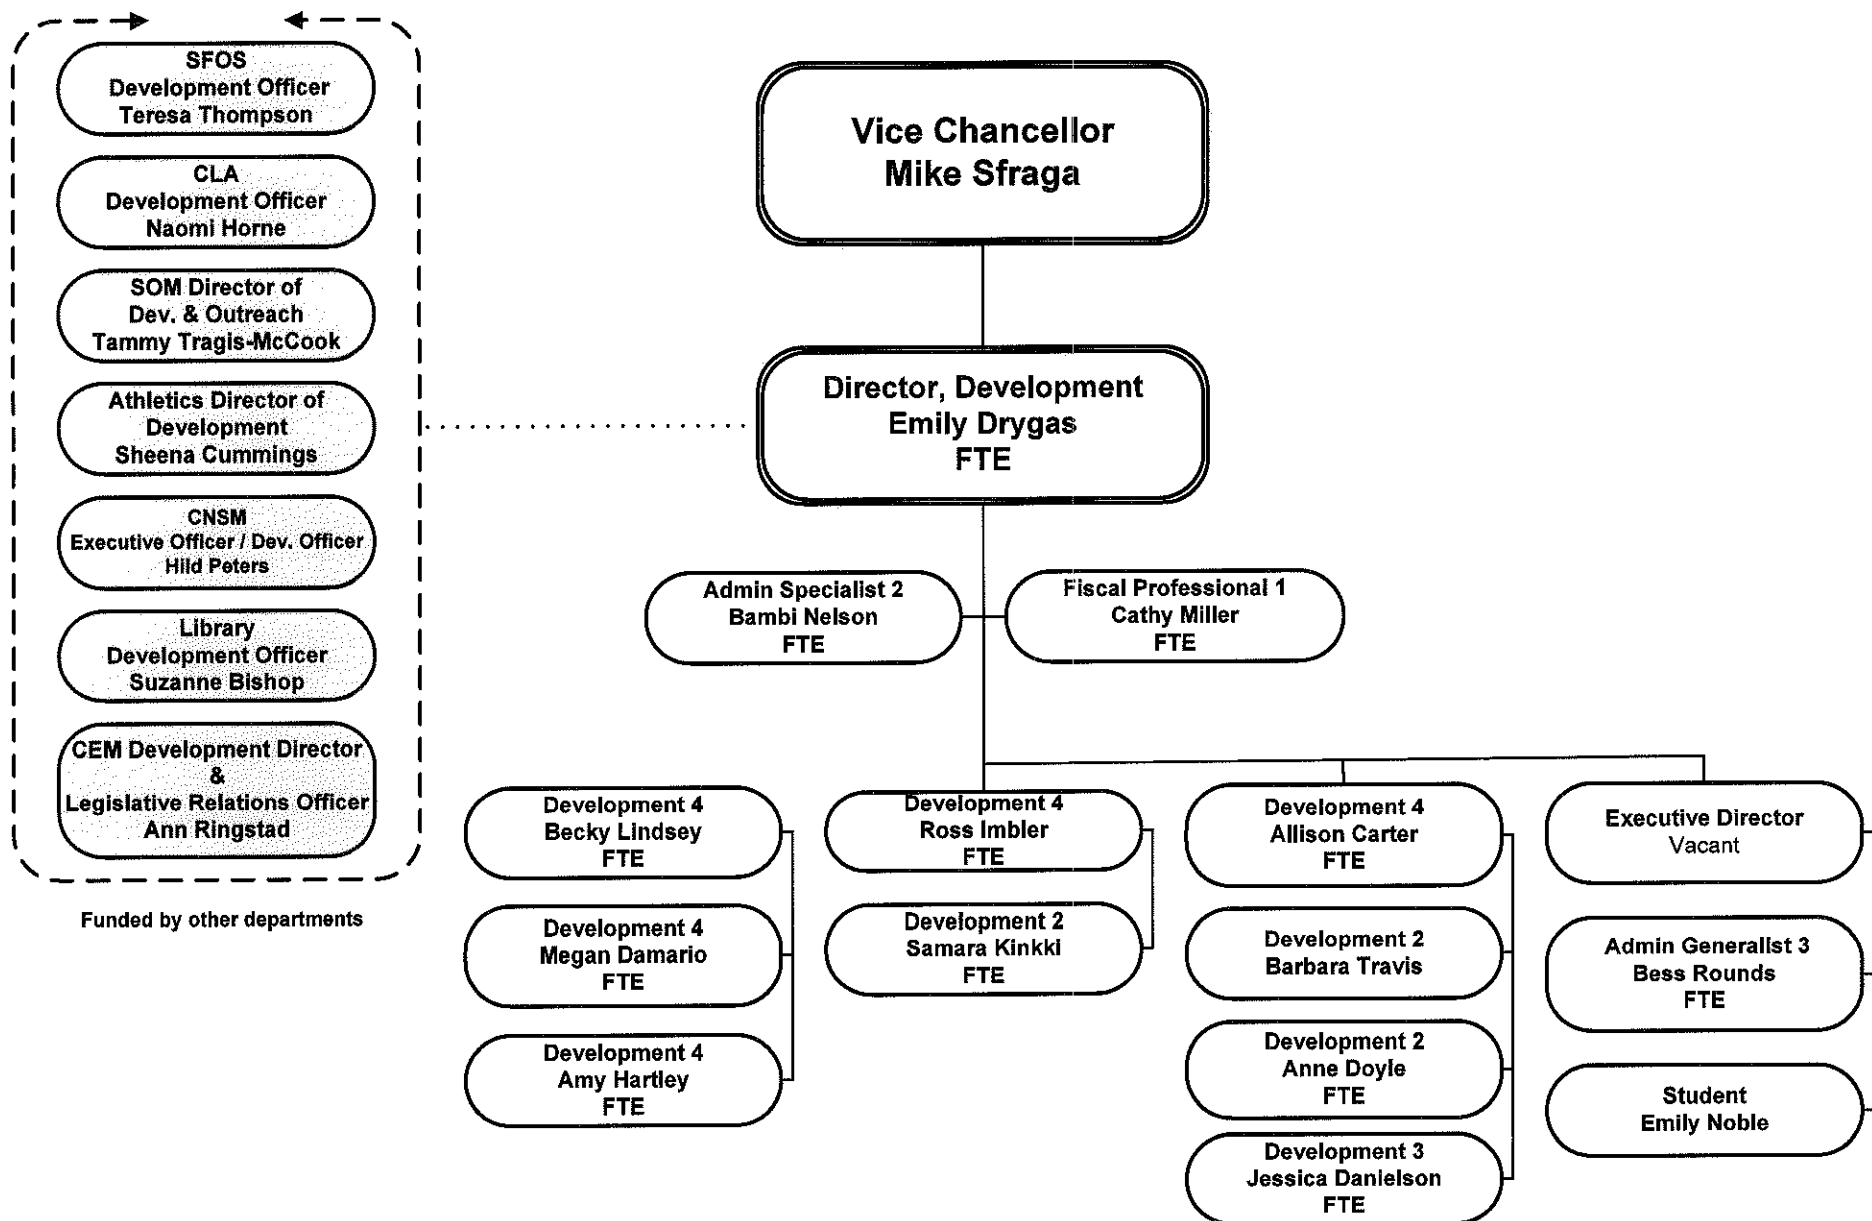 SFOS
Development Officer
Teresa Thompson
CLA
Development Officer
Naomi Horne
SOM Director of
Dev. & Outreach
Tammy Tragis-McCook
Athletics Director of
Development
Sheena Cummings
CNSM
Executive Officer / Dev. Officer
Hild Peters
Library
Development Officer
Suzanne Bishop
CEM Development Director
&
Legislative Relations Officer
Ann Ringstad
Funded by other departments
Vice Chancellor
Mike Sfraga
Director, Development
Emily Drygas
FTE
Admin Specialist 2
Bambi Nelson
FTE
Fiscal Professional 1
Cathy Miller
FTE
Development 4
Becky Lindsey
FTE
Development 4
Megan Damario
FTE
Development 4
Amy Hartley
FTE
Development 4
Ross Imbler
FTE
Development 2
Samara Kinkki
FTE
Development 4
Allison Carter
FTE
Development 2
Barbara Travis
Development 2
Anne Doyle
FTE
Development 3
Jessica Danielson
FTE
Executive Director
Vacant
Admin Generalist 3
Bess Rounds
FTE
Student
Emily Noble